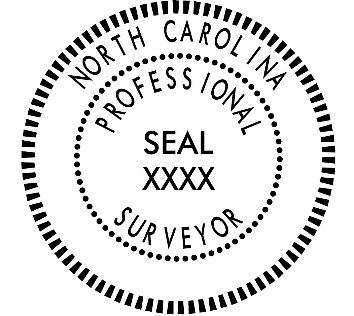 NORTH CAROLINA
PROFESSIONAL
SEAL
XXXX
SURVEYOR